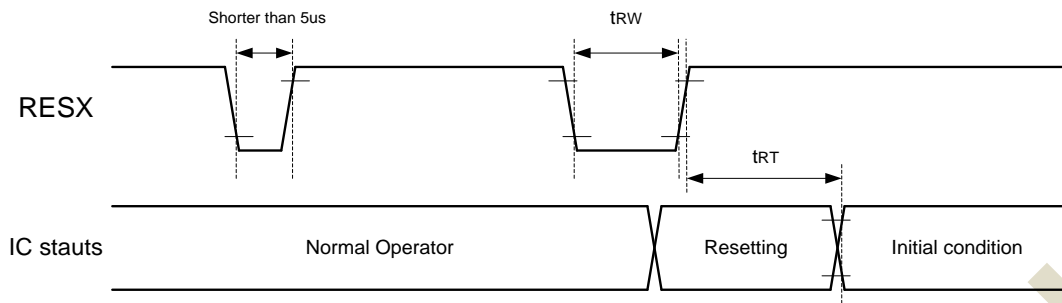 Shorter than 5us
tRW
RESX
tRT
IC stauts
Normal Operator
Resetting
Initial condition